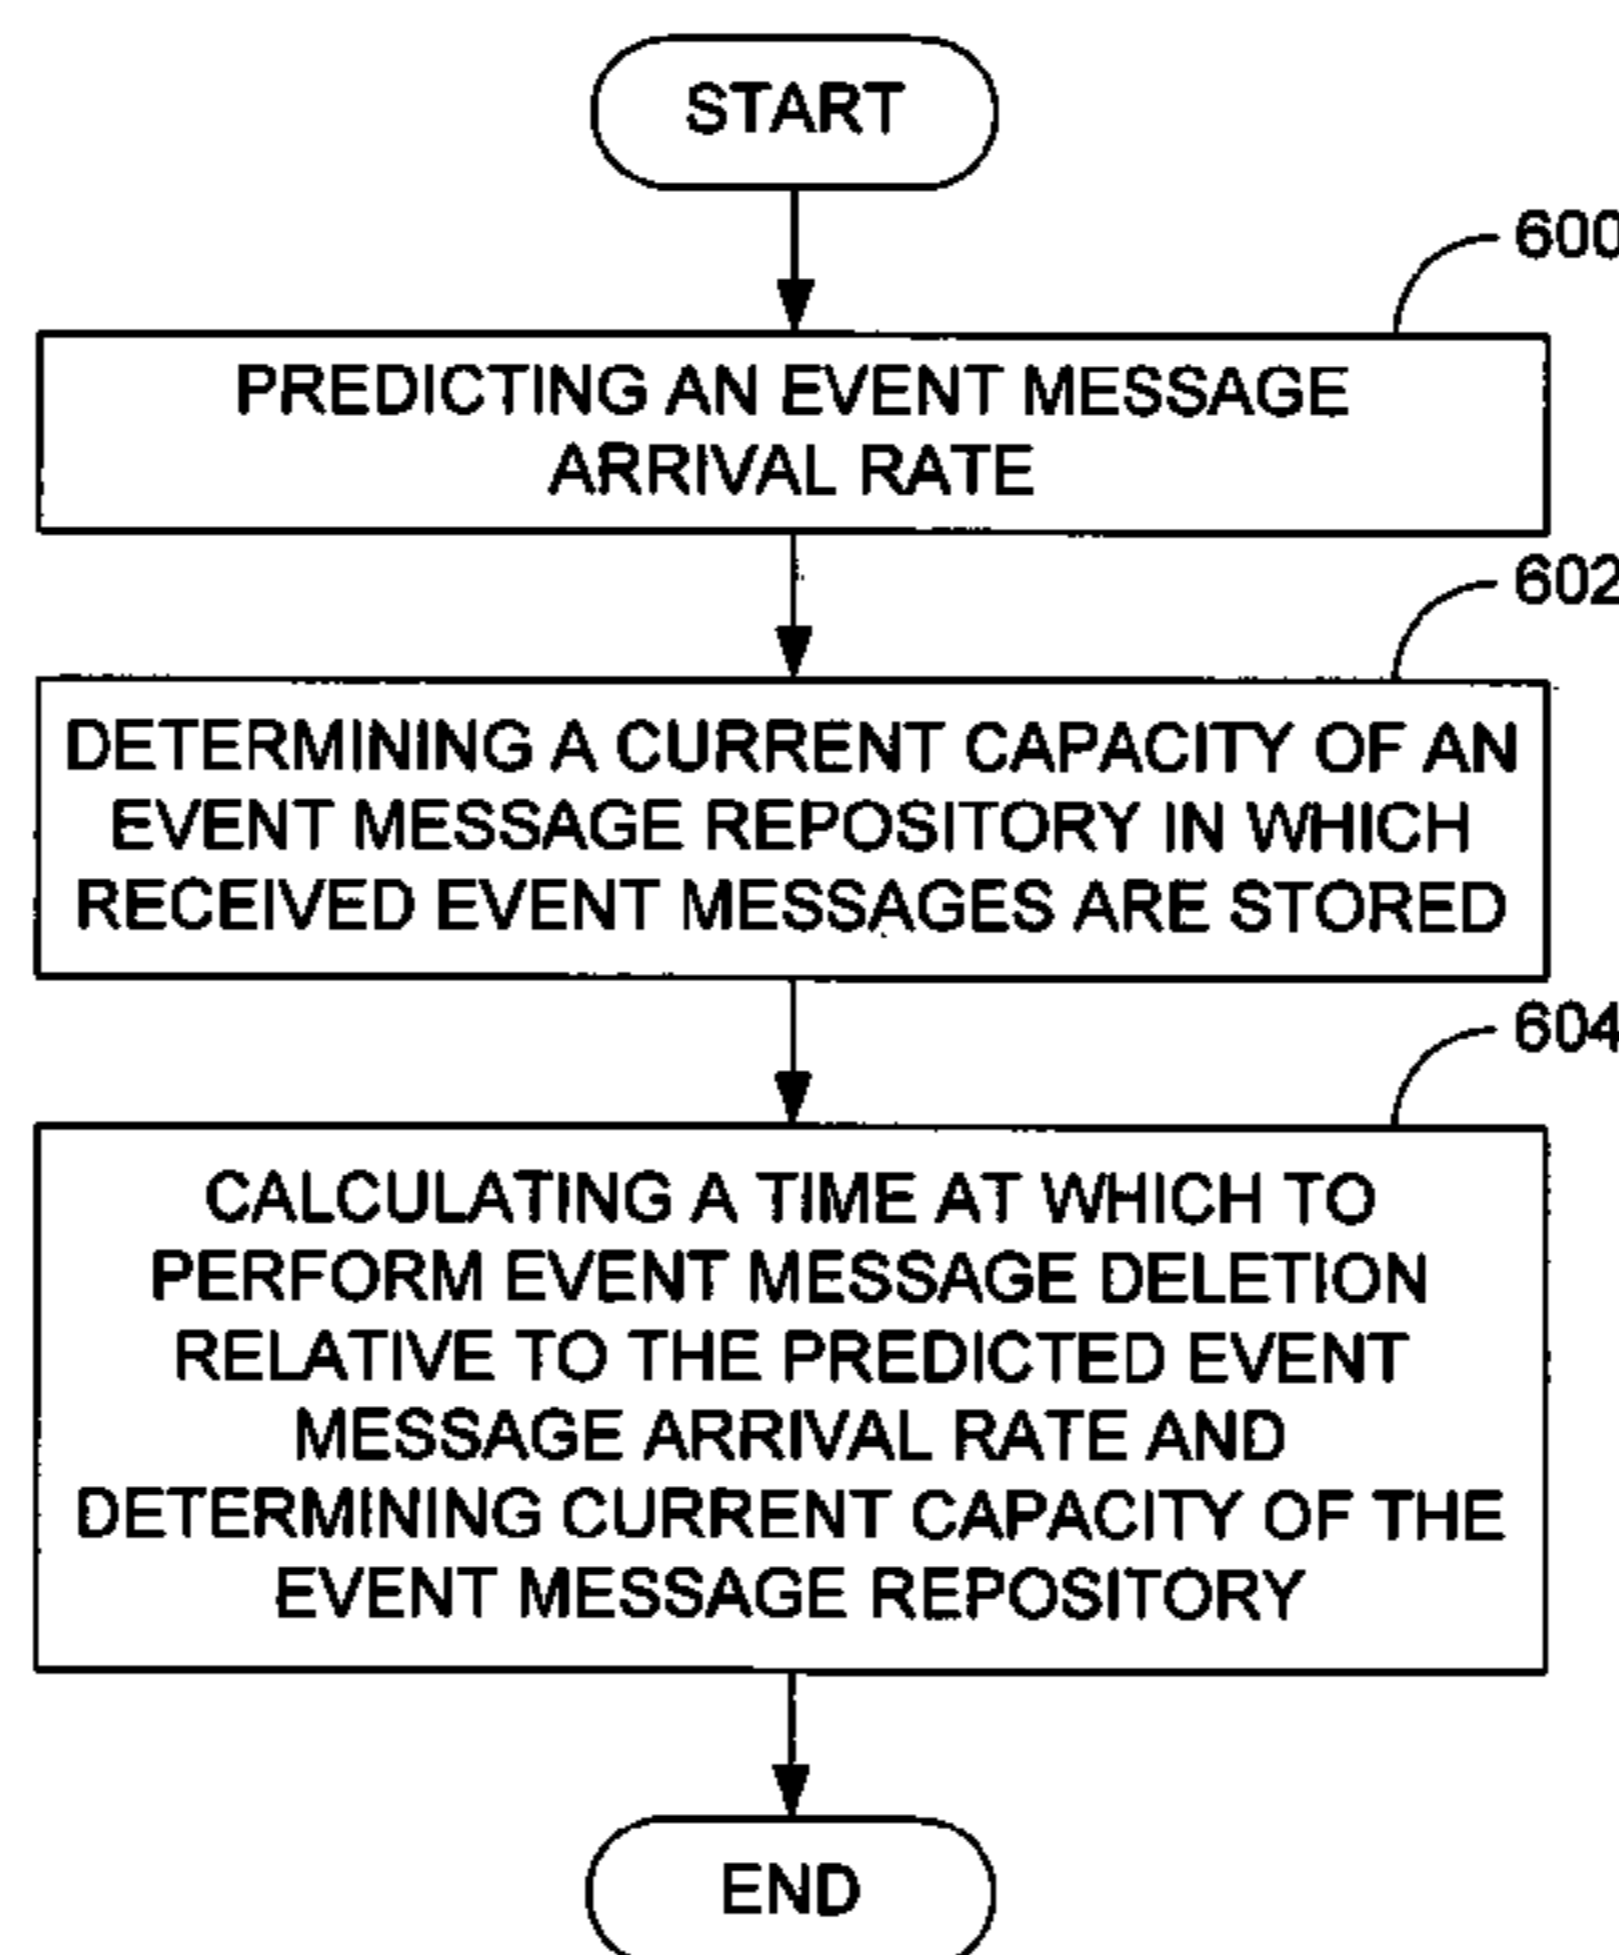 START
600
PREDICTING AN EVENT MESSAGE
ARRIVAL RATE
602
DETERMINING A CURRENT CAPACITY OF AN
EVENT MESSAGE REPOSITORY IN WHICH
RECEIVED EVENT MESSAGES ARE STORED
604
CALCULATING A TIME AT WHICH TO
PERFORM EVENT MESSAGE DELETION
RELATIVE TO THE PREDICTED EVENT
MESSAGE ARRIVAL RATE AND
DETERMINING CURRENT CAPACITY OF THE
EVENT MESSAGE REPOSITORY
END